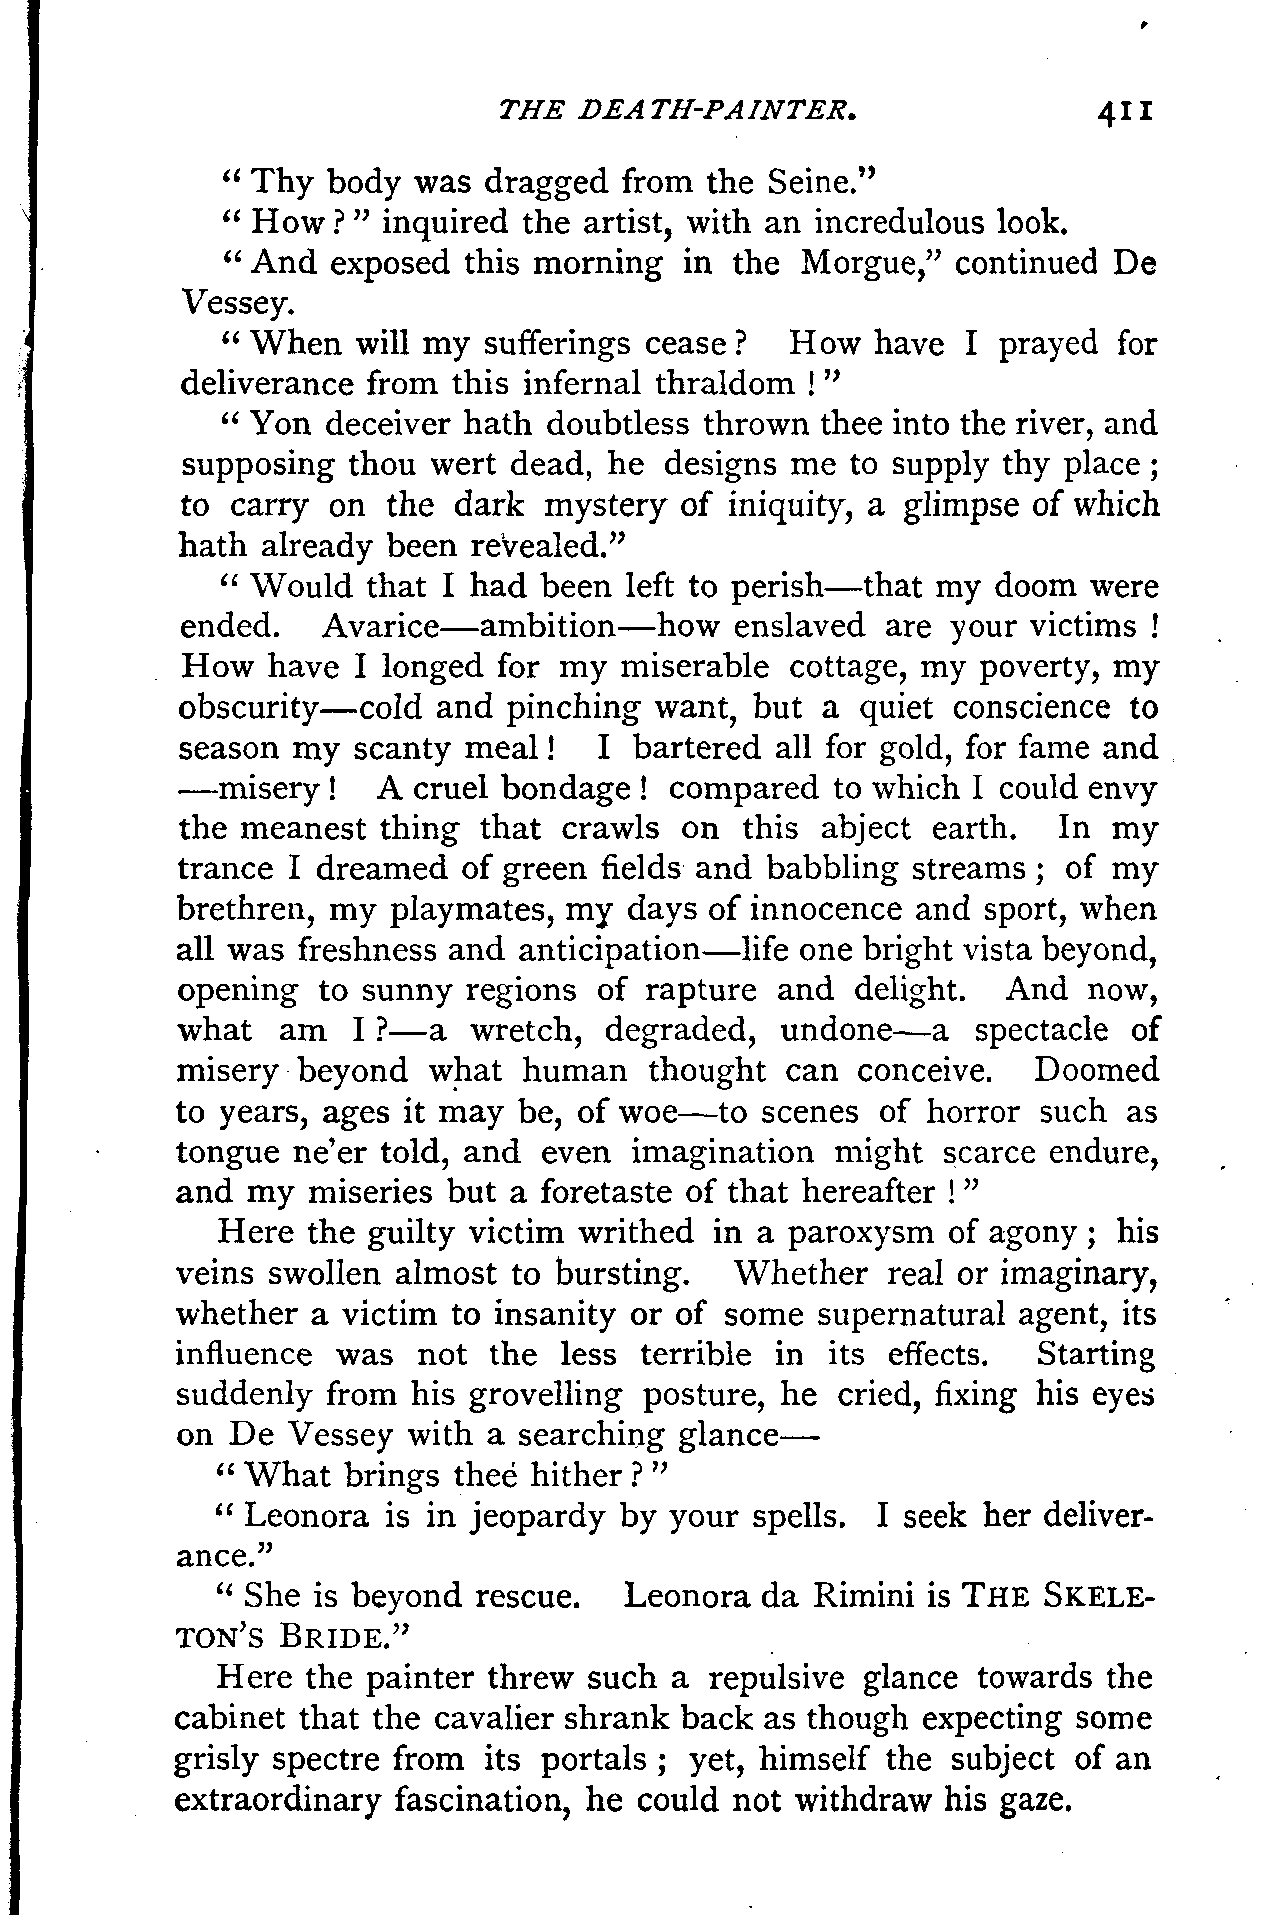 THE DEATH-PAINTER. 411
“ Thy body was dragged from the Seine.”
“ How ? ” inquired the artist, with an incredulous look.
“ And exposed this morning in the Morgue,” continued De
Vessey.
“ When will my sufferings cease ? How have I prayed for
deliverance from this infernal thraldom ! ”
“ Yon deceiver hath doubtless thrown thee into the river, and
supposing thou wert dead, he designs me to supply thy place ;
to carry on the dark mystery of iniquity, a glimpse of which
hath already been revealed.”
“ Would that I had been left to perish—that my doom were
ended. Avarice—ambition—how enslaved are your victims !
How have I longed for my miserable cottage, my poverty, my
obscurity—cold and pinching want, but a quiet conscience to
season my scanty meal ! I bartered all for gold, for fame and
—misery ! A cruel bondage ! compared to which I could envy
the meanest thing that crawls on this abject earth. In my
trance I dreamed of green fields and babbling streams ; of my
brethren, my playmates, my days of innocence and sport, when
all was freshness and anticipation—life one bright vista beyond,
opening to sunny regions of rapture and delight. And now,
what am I ?—a wretch, degraded, undone—a spectacle of
misery beyond what human thought can conceive. Doomed
to years, ages it may be, of woe—to scenes of horror such as
tongue ne’er told, and even imagination might scarce endure,
and my miseries but a foretaste of that hereafter ! ”
Here the guilty victim writhed in a paroxysm of agony ; his
veins swollen almost to bursting. Whether real or imaginary,
whether a victim to insanity or of some supernatural agent, its
influence was not the less terrible in its effects. Starting
suddenly from his grovelling posture, he cried, fixing his eyes
on De Vessey with a searching glance—
“ What brings thee hither ? ”
“ Leonora is in jeopardy by your spells. I seek her deliver-
ance.”
“ She is beyond rescue. Leonora da Rimini is THE SKELE-
TON’S BRIDE.”
Here the painter threw such a repulsive glance towards the
cabinet that the cavalier shrank back as though expecting some
grisly spectre from its portals ; yet, himself the subject of an
extraordinary fascination, he could not withdraw his gaze.